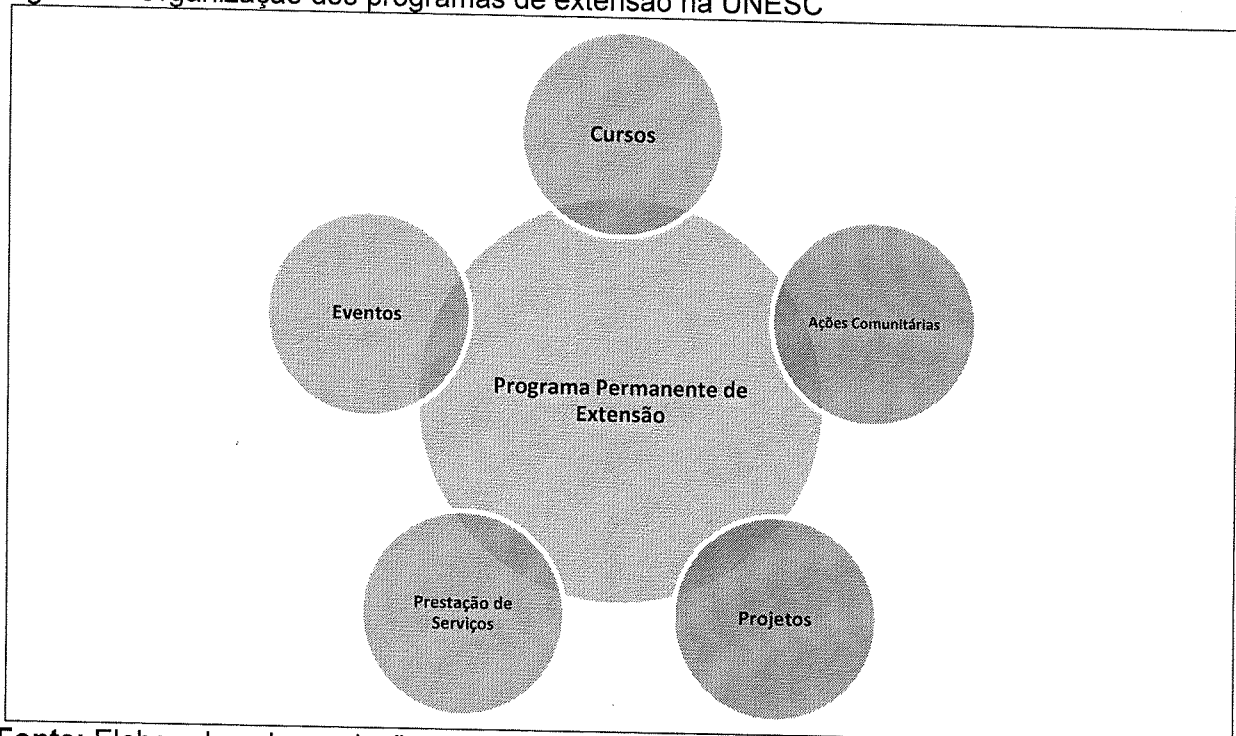 Organização dos programas de extensão na UNESC
Cursos
Eventos
Ações Comunitárias
Programa Permanente de
Extensão
Prestação de
Serviços
Projetos
Fonte: